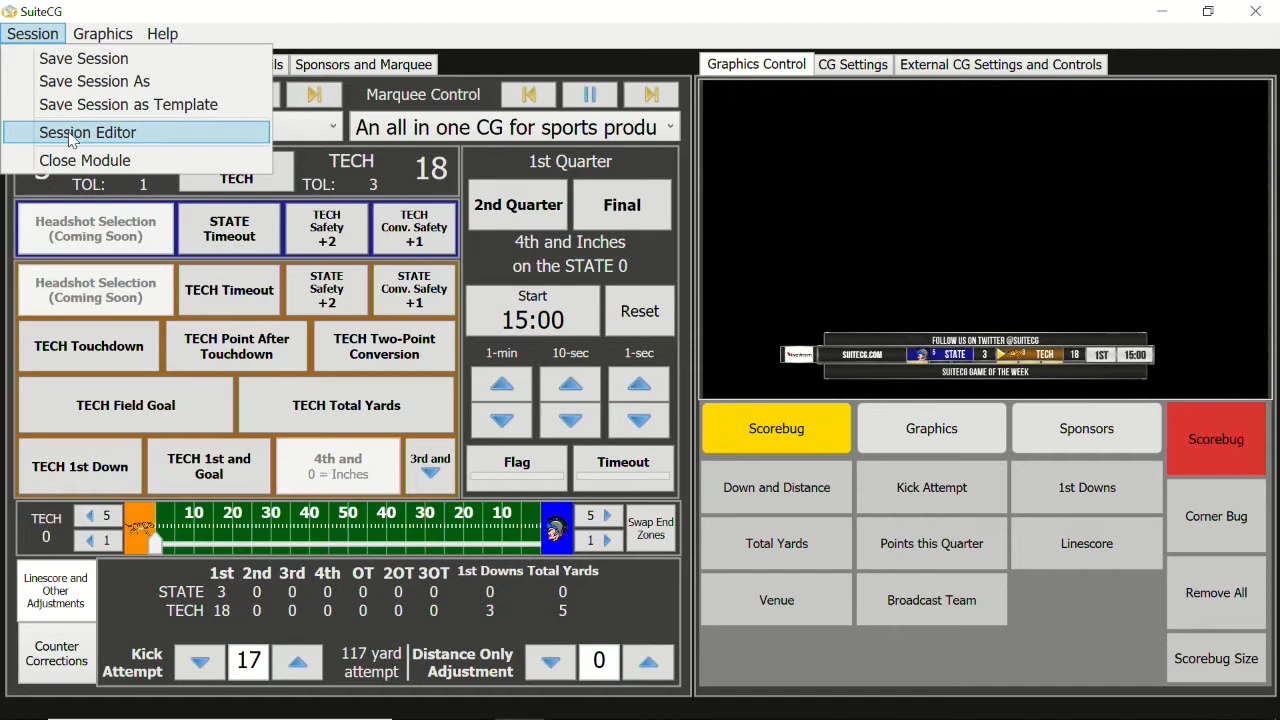 SuiteCG
Session Graphics Help
Save Session
Save Session As
Save Session as Template
Session Editor
Close Module
Sponsors and Marquee
Marquee Control
An all in one CG for sports produ
TOL: 1
TECH
TECH
TOL: 3
18
Headshot Selection
(Coming Soon)
STATE
Timeout
TECH
Safety
+2
TECH
Conv. Safety
+1
Headshot Selection
(Coming Soon)
TECH Timeout
STATE
Safety
+2
STATE
Conv. Safety
+1
TECH Touchdown
TECH Point After
Touchdown
TECH Two-Point
Conversion
TECH Field Goal
TECH Total Yards
TECH 1st Down
TECH 1st and
Goal
4th and
0 = Inches
3rd and
1st Quarter
2nd Quarter
Final
4th and Inches
on the STATE 0
Start
15:00
Reset
1-min 10-sec 1-sec
Flag
Timeout
TECH
0
5
1
10 20 30 40 50 40 30 20 10
5
1
Swap End
Zones
Linescore and
Other
Adjustments
Counter
Corrections
1st 2nd 3rd 4th OT 2OT 3OT 1st Downs Total Yards
STATE 3 0 0 0 0 0 0 0 0
TECH 18 0 0 0 0 0 0 3 5
Kick
Attempt
17
117 yard
attempt
Distance Only
Adjustment
0
Graphics Control
CG Settings
External CG Settings and Controls
FOLLOW US ON TWITTER @SUITECG
livestream SUITECG.COM 5 STATE 3 TECH 18 1ST 15:00
SUITECG GAME OF THE WEEK
Scorebug
Graphics
Sponsors
Scorebug
Down and Distance
Kick Attempt
1st Downs
Corner Bug
Total Yards
Points this Quarter
Linescore
Remove All
Venue
Broadcast Team
Scorebug Size